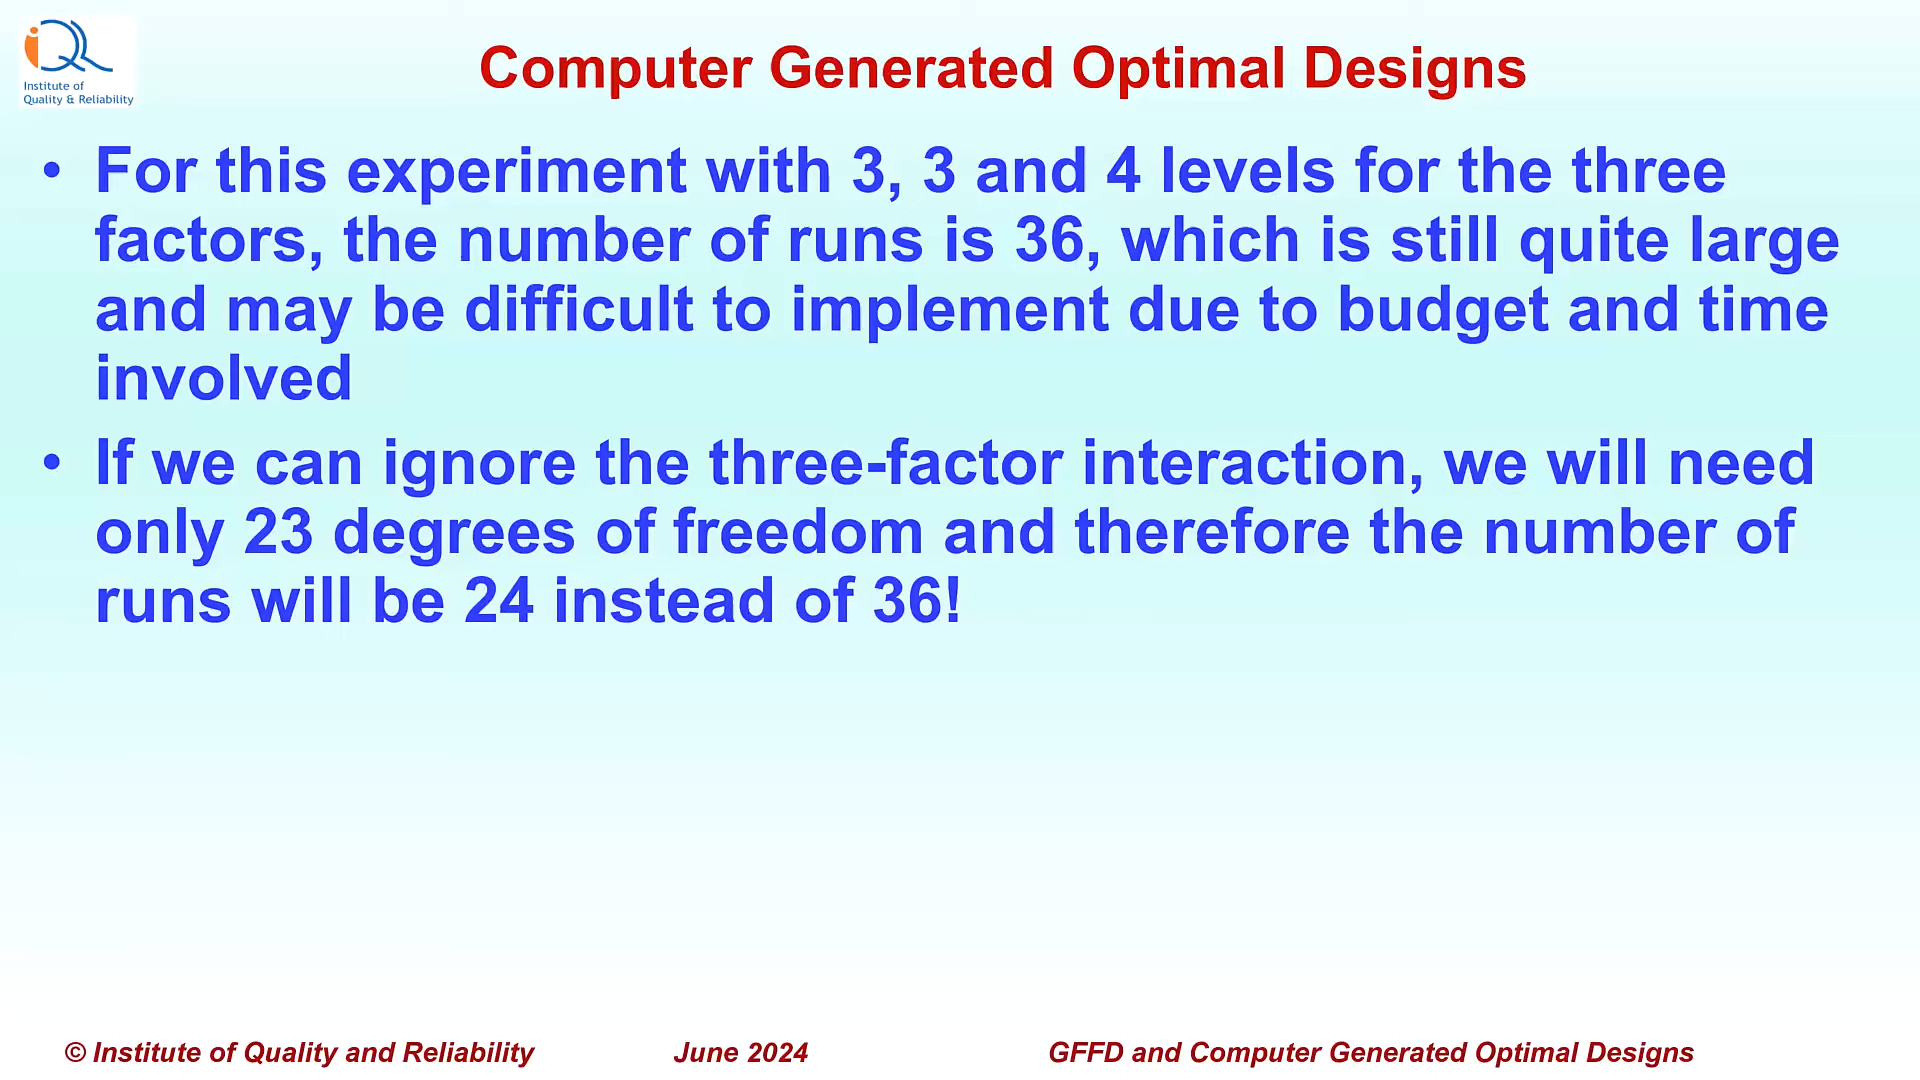 iQR
Institute of
Quality & Reliability
Computer Generated Optimal Designs
• For this experiment with 3, 3 and 4 levels for the three
factors, the number of runs is 36, which is still quite large
and may be difficult to implement due to budget and time
involved
• If we can ignore the three-factor interaction, we will need
only 23 degrees of freedom and therefore the number of
runs will be 24 instead of 36!
© Institute of Quality and Reliability June 2024 GFFD and Computer Generated Optimal Designs